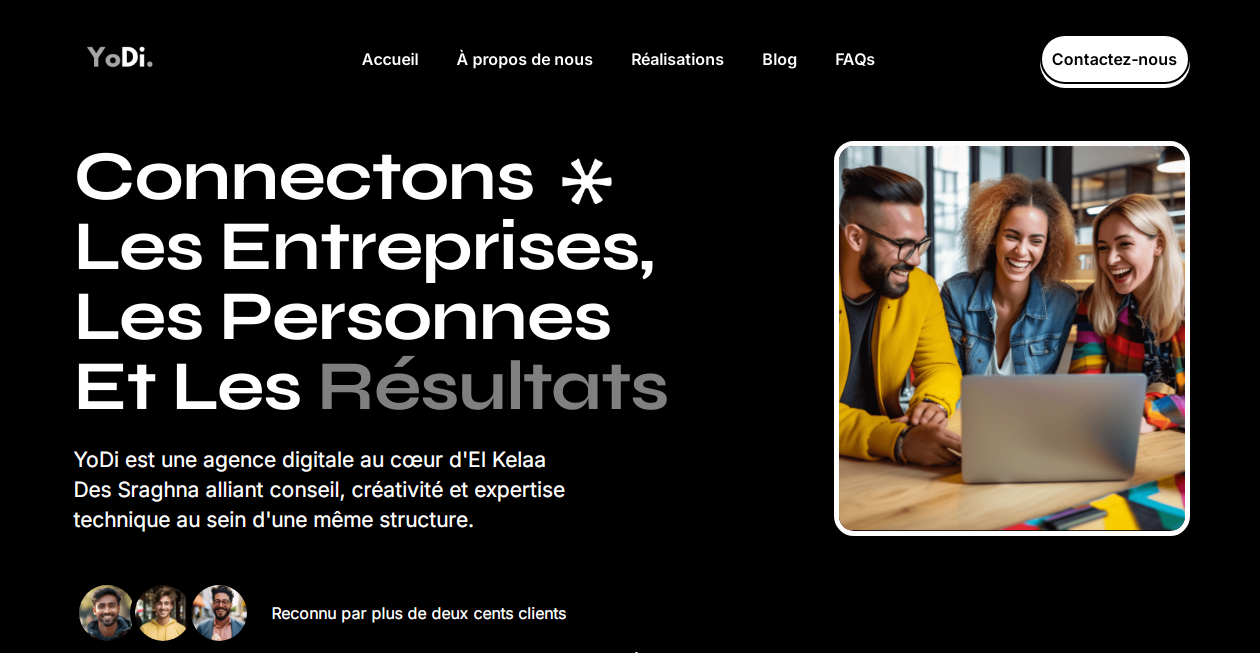 YoDi.
Accueil
À propos de nous
Réalisations
Blog
FAQs
Contactez-nous
Connectons
Les Entreprises,
Les Personnes
Et Les Résultats
YoDi est une agence digitale au cœur d'El Kelaa
Des Sraghna alliant conseil, créativité et expertise
technique au sein d'une même structure.
Reconnu par plus de deux cents clients